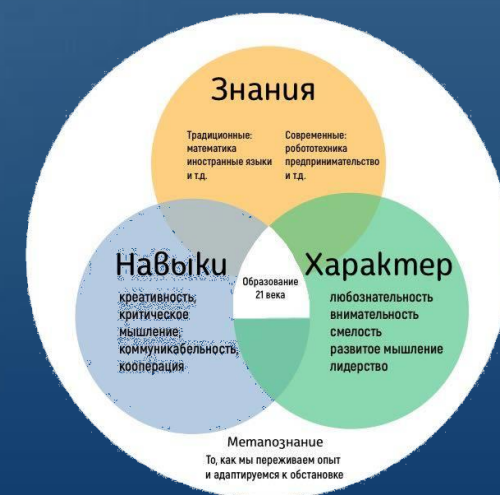 Знания
Традиционные:
математика
иностранные языки
и т.д.
Современные:
робототехника
предпринимательство
и т.д.
Навыки
креативность,
критическое
мышление,
коммуникабельность,
кооперация
Образование
21 века
Характер
любознательность
внимательность
смелость
развитое мышление
лидерство
Метапознание
То, как мы переживаем опыт
и адаптируемся к обстановке